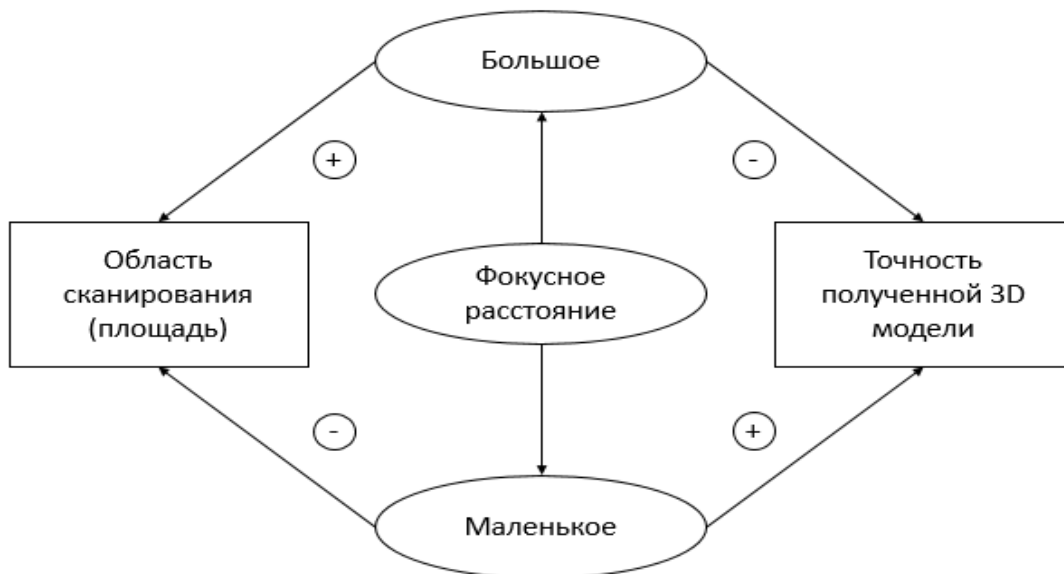 Большое
+
-
Область
сканирования
(площадь)
Фокусное
расстояние
Точность
полученной 3D
модели
-
+
Маленькое